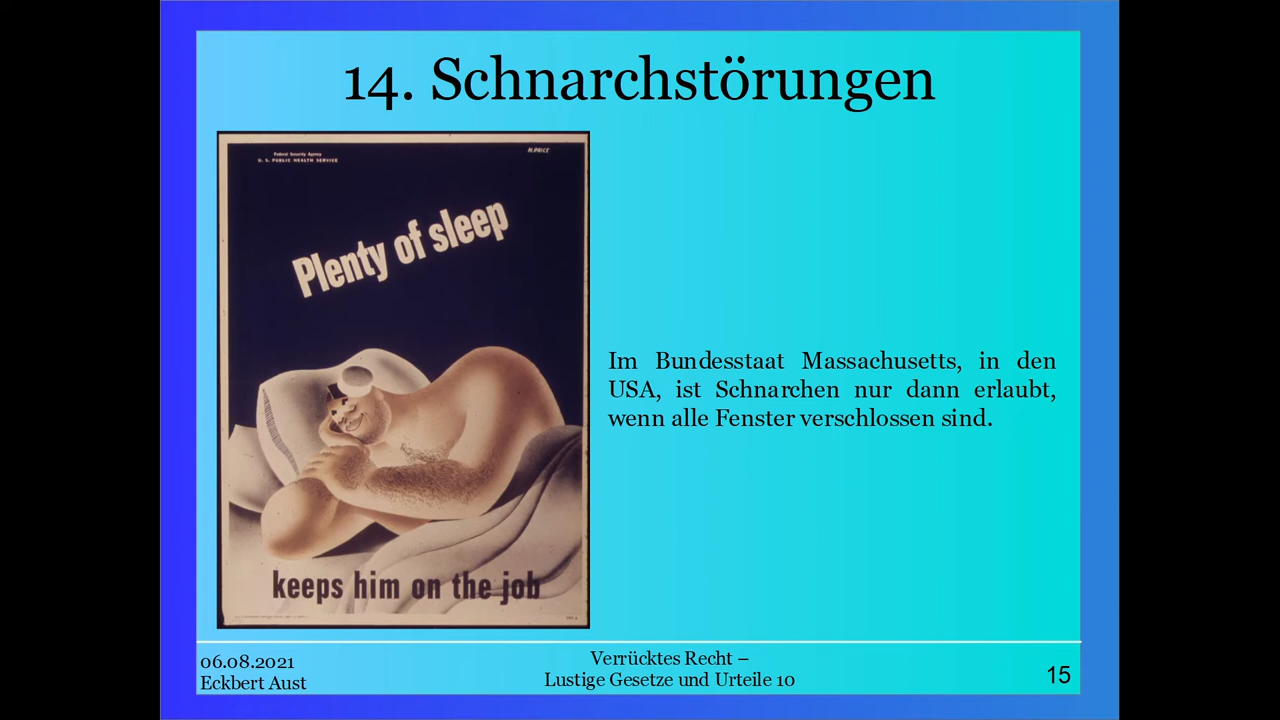 14. Schnarchstörungen
Federal Security Agency
U. S. PUBLIC HEALTH SERVICE
H.PRICE
Plenty of sleep
keeps him on the job
Im Bundesstaat Massachusetts, in den
USA, ist Schnarchen nur dann erlaubt,
wenn alle Fenster verschlossen sind.
06.08.2021
Eckbert Aust
Verrücktes Recht –
Lustige Gesetze und Urteile 10
15